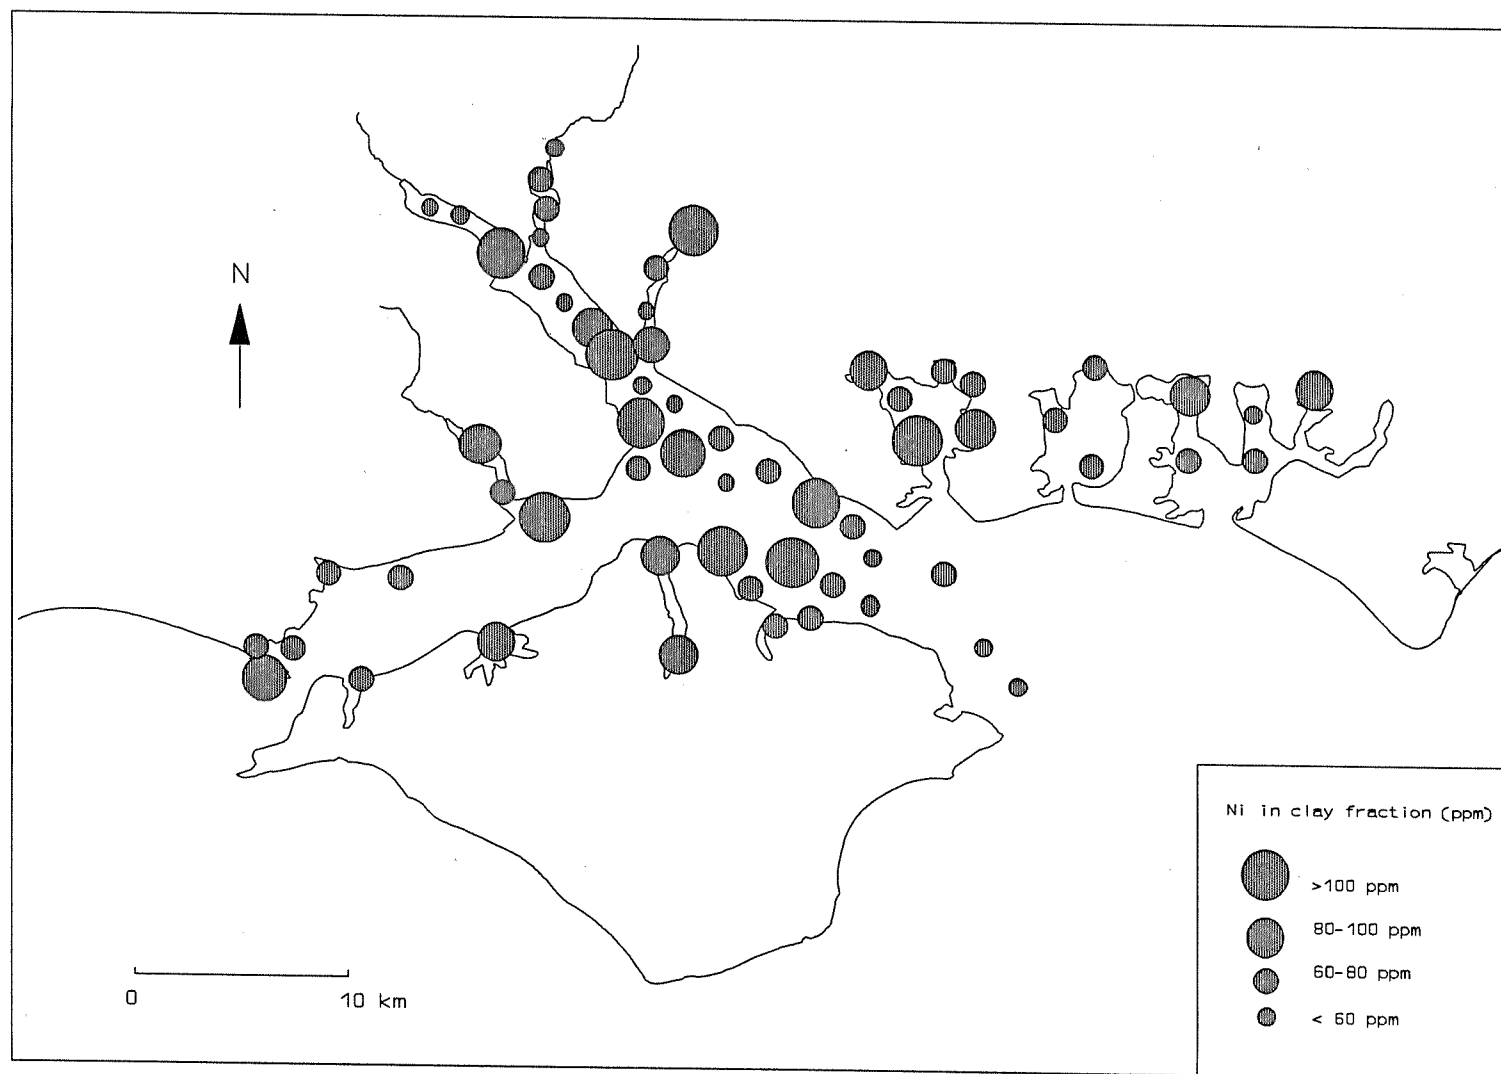 N
0 10 km
Ni in clay fraction (ppm)
>100 ppm
80-100 ppm
60-80 ppm
< 60 ppm